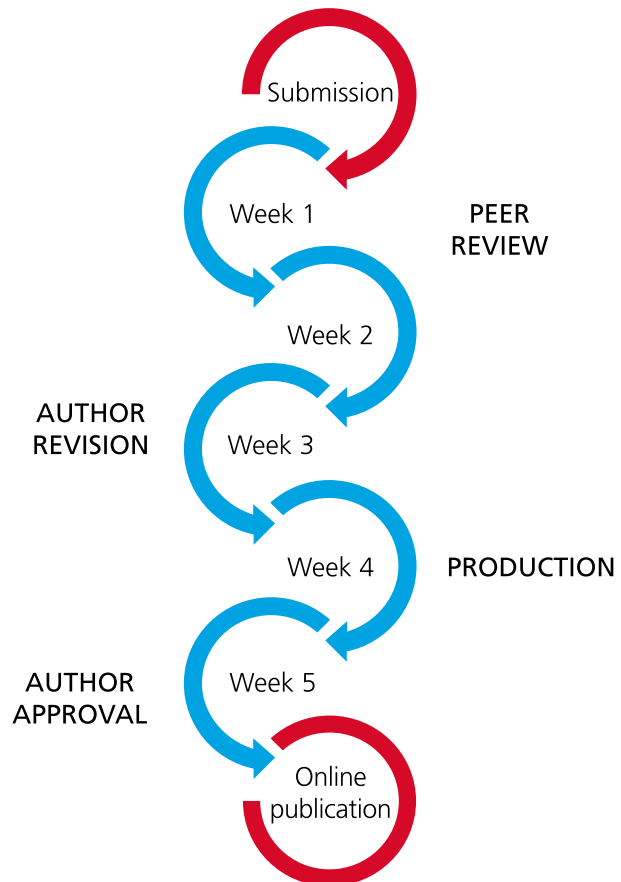 Submission
Week 1
PEER
REVIEW
Week 2
AUTHOR
REVISION
Week 3
Week 4
PRODUCTION
AUTHOR
APPROVAL
Week 5
Online
publication